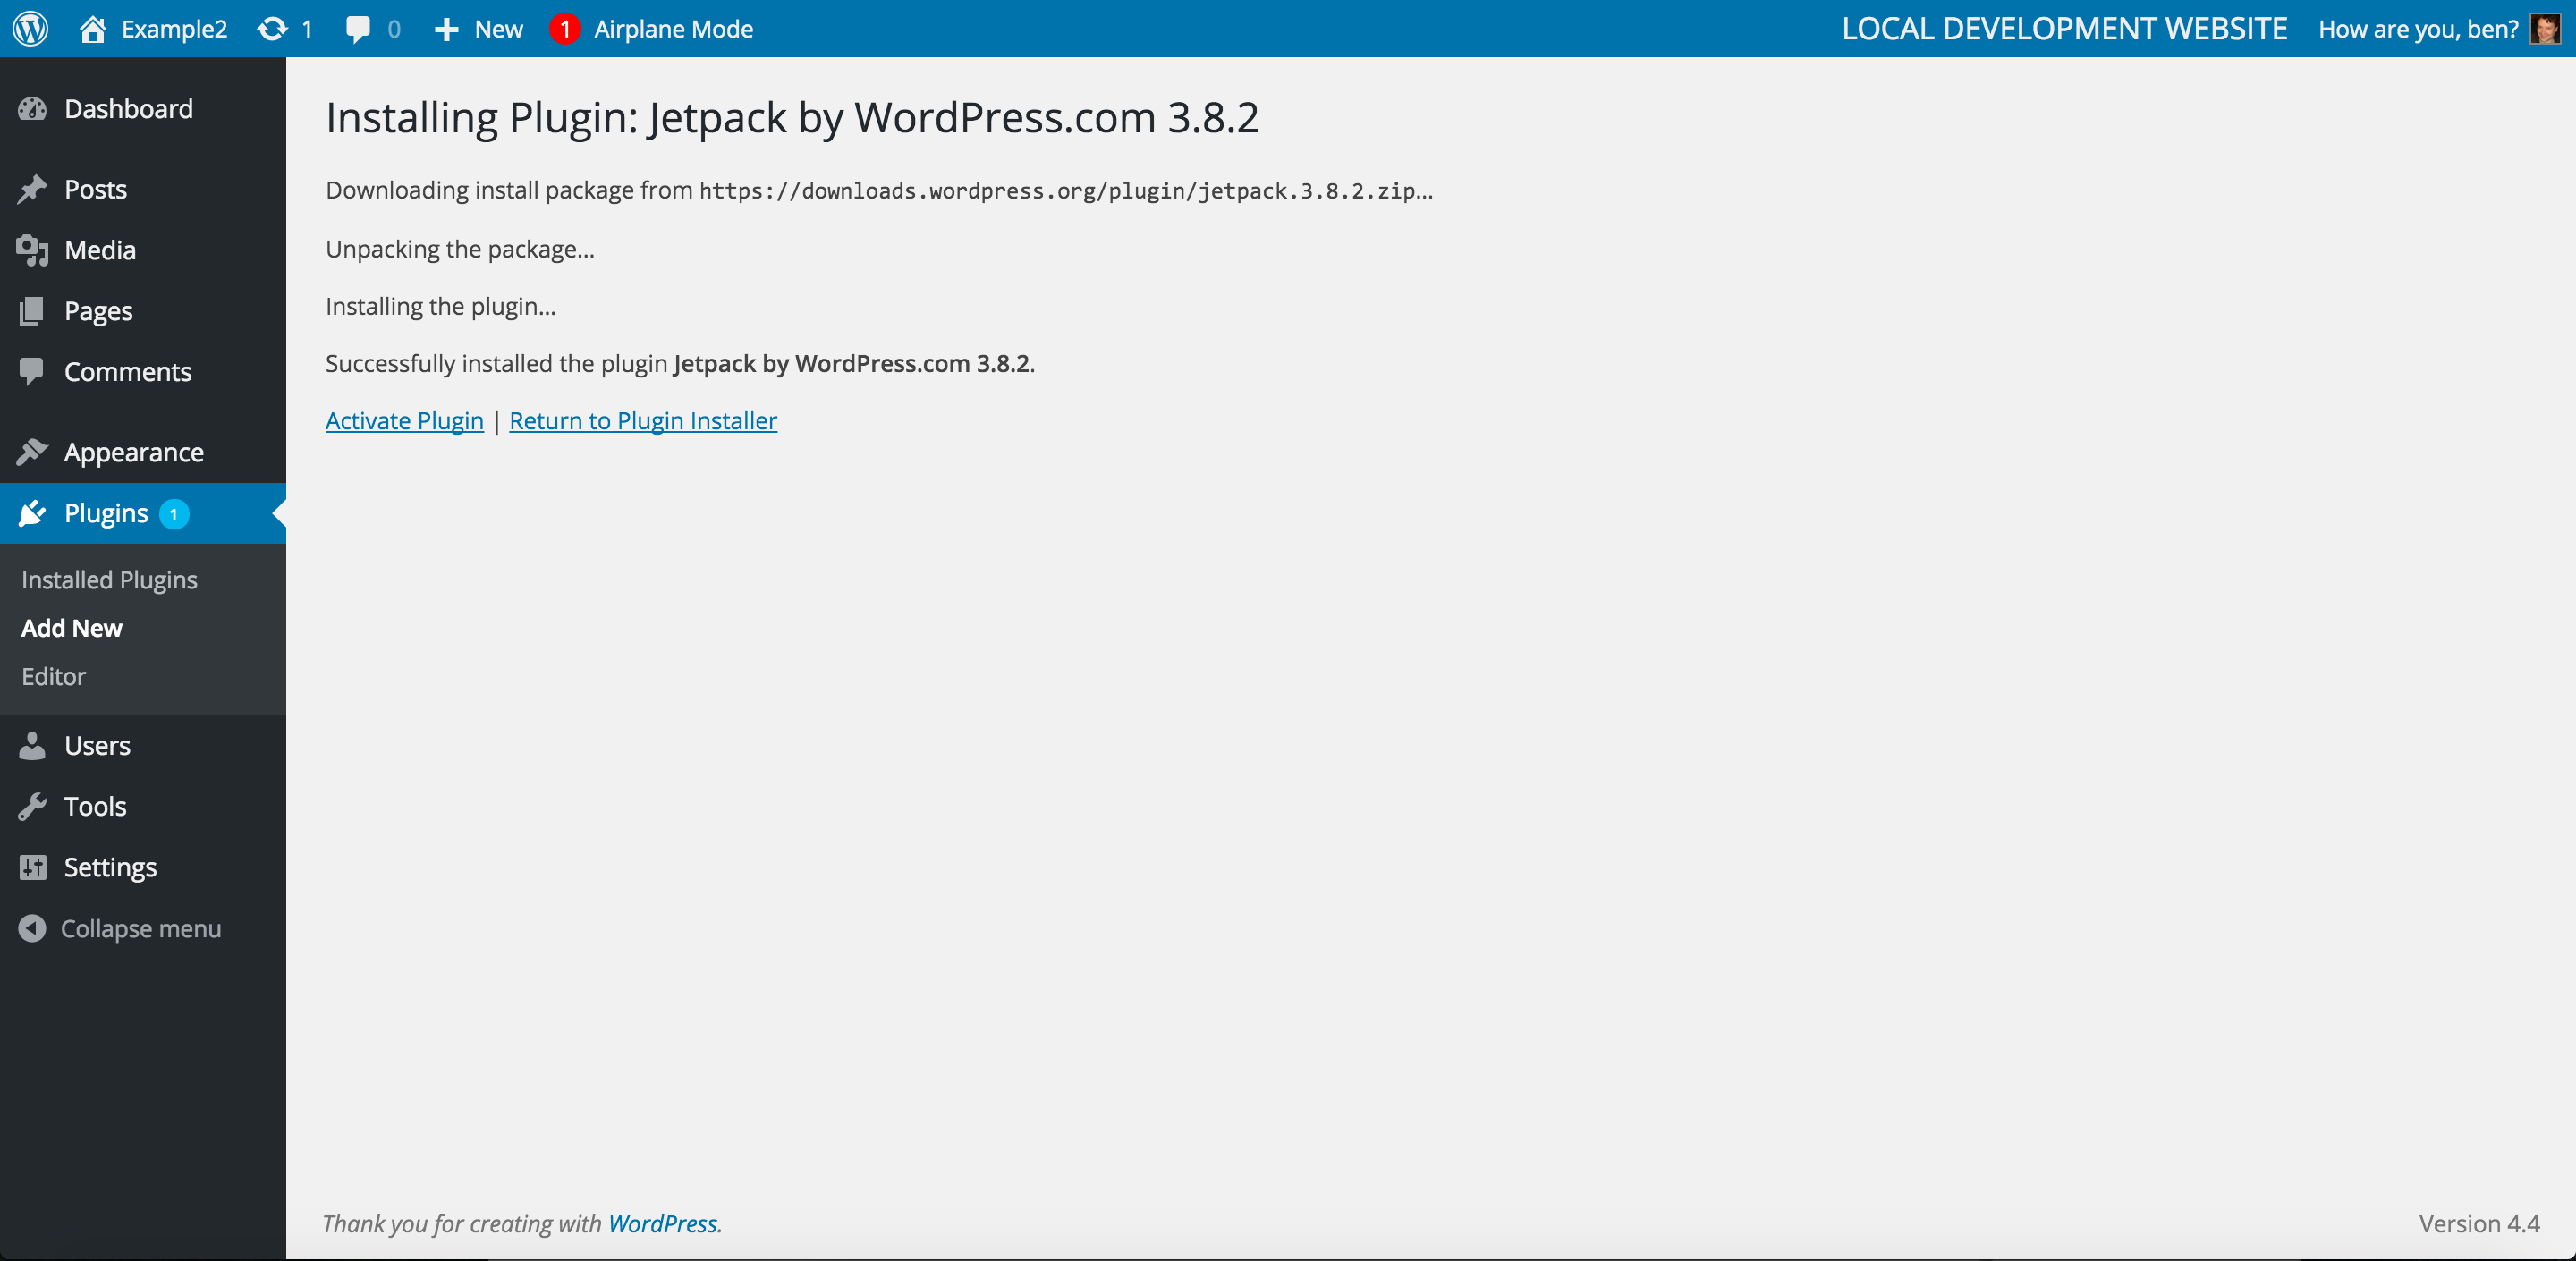 Example2 1 0 New 1 Airplane Mode LOCAL DEVELOPMENT WEBSITE How are you, ben?
Dashboard
Posts
Media
Pages
Comments
Appearance
Plugins 1
Installed Plugins
Add New
Editor
Users
Tools
Settings
Collapse menu
Installing Plugin: Jetpack by WordPress.com 3.8.2
Downloading install package from https://downloads.wordpress.org/plugin/jetpack.3.8.2.zip…
Unpacking the package…
Installing the plugin…
Successfully installed the plugin Jetpack by WordPress.com 3.8.2.
Activate Plugin | Return to Plugin Installer
Thank you for creating with WordPress.
Version 4.4